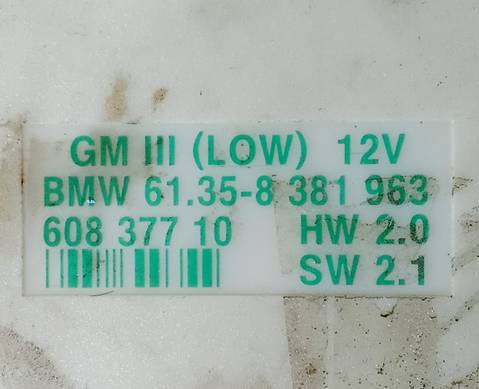 GM III (LOW) 12V
BMW 61.35-8 381 963
608 377 10 HW 2.0
SW 2.1